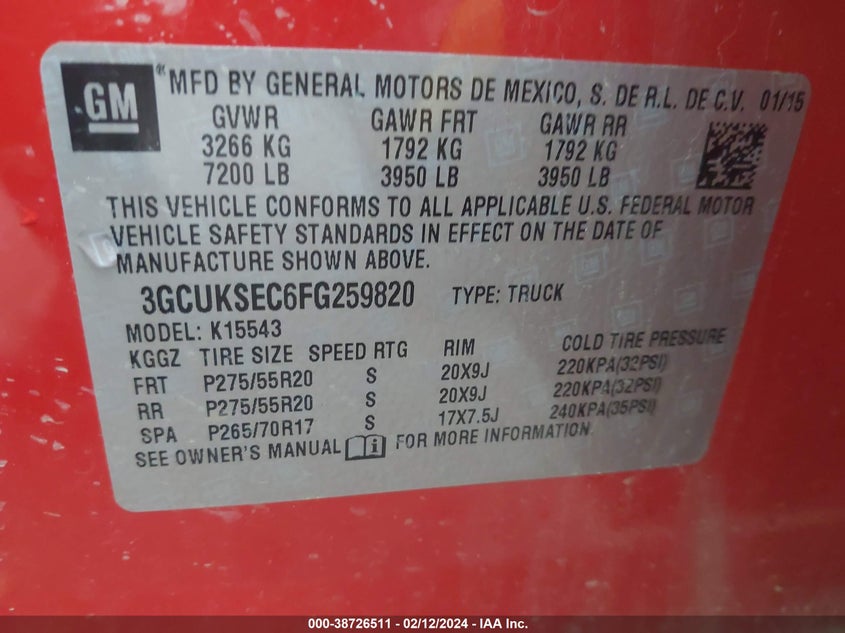 GM
® MFD BY GENERAL MOTORS DE MEXICO, S. DE R.L. DE C.V. 01/15
GVWR GAWR FRT GAWR RR
3266 KG 1792 KG 1792 KG
7200 LB 3950 LB 3950 LB
THIS VEHICLE CONFORMS TO ALL APPLICABLE U.S. FEDERAL MOTOR
VEHICLE SAFETY STANDARDS IN EFFECT ON THE DATE OF
MANUFACTURE SHOWN ABOVE.
3GCUKSEC6FG259820 TYPE: TRUCK
MODEL: K15543
KGGZ TIRE SIZE SPEED RTG RIM COLD TIRE PRESSURE
FRT P275/55R20 S 20X9J 220KPA(32PSI)
RR P275/55R20 S 20X9J 220KPA(32PSI)
SPA P265/70R17 S 17X7.5J 240KPA(35PSI)
SEE OWNER'S MANUAL FOR MORE INFORMATION.
000-38726511 - 02/12/2024 - IAA Inc.